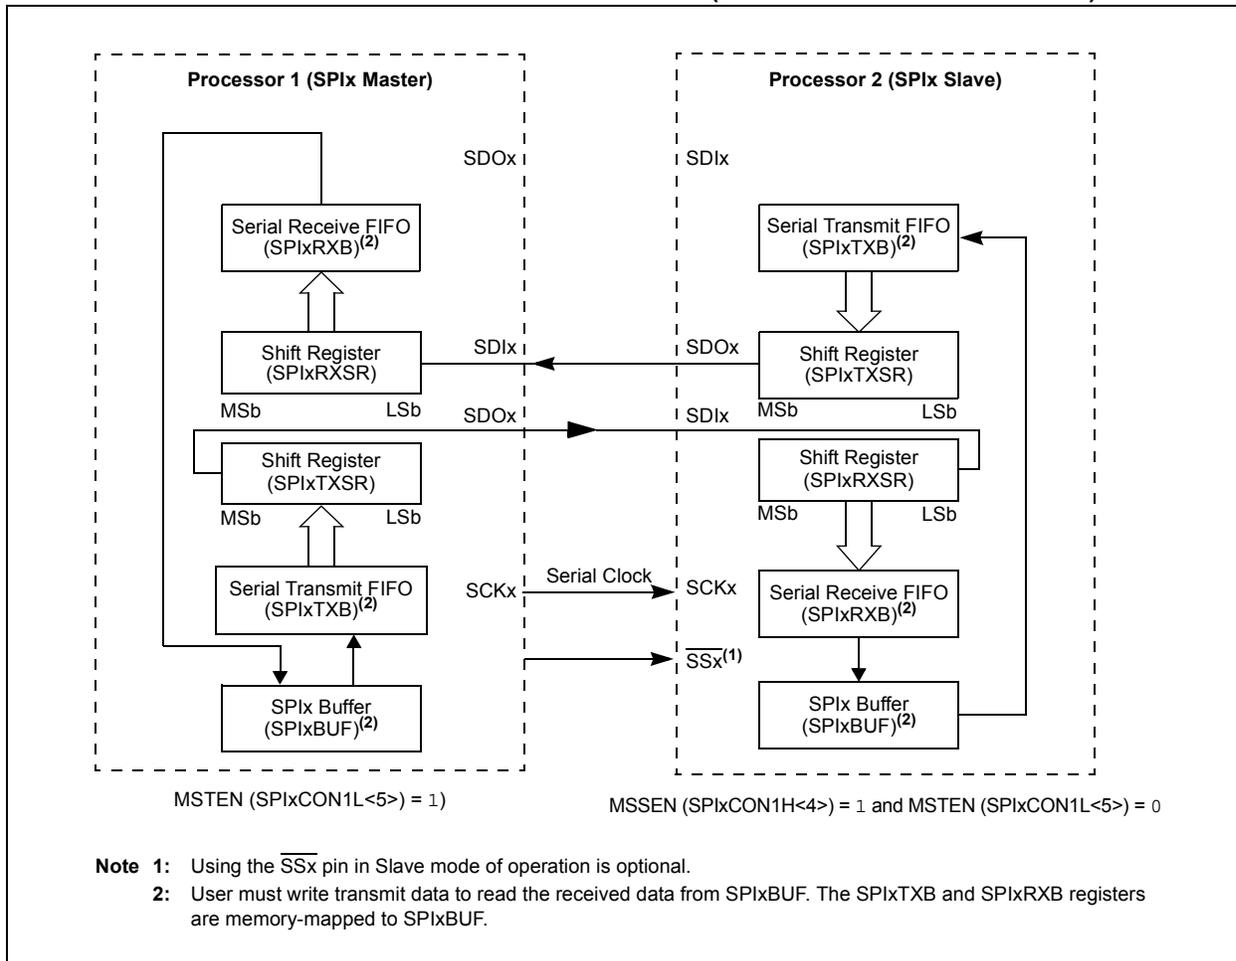 Processor 1 (SPIx Master)
Processor 2 (SPIx Slave)
SDOx
SDIx
Serial Receive FIFO
(SPIxRXB)(2)
Serial Transmit FIFO
(SPIxTXB)(2)
Shift Register
(SPIxRXSR)
SDIx
SDOx
Shift Register
(SPIxTXSR)
MSb
LSb
MSb
LSb
SDOx
SDIx
Shift Register
(SPIxTXSR)
Shift Register
(SPIxRXSR)
MSb
LSb
MSb
LSb
Serial Transmit FIFO
(SPIxTXB)(2)
SCKx
Serial Clock
SCKx
Serial Receive FIFO
(SPIxRXB)(2)
SSx(1)
SPIx Buffer
(SPIxBUF)(2)
SPIx Buffer
(SPIxBUF)(2)
MSTEN (SPIxCON1L<5>) = 1)
MSSEN (SPIxCON1H<4>) = 1 and MSTEN (SPIxCON1L<5>) = 0
Note 1: Using the SSx pin in Slave mode of operation is optional.
2: User must write transmit data to read the received data from SPIxBUF. The SPIxTXB and SPIxRXB registers
are memory-mapped to SPIxBUF.